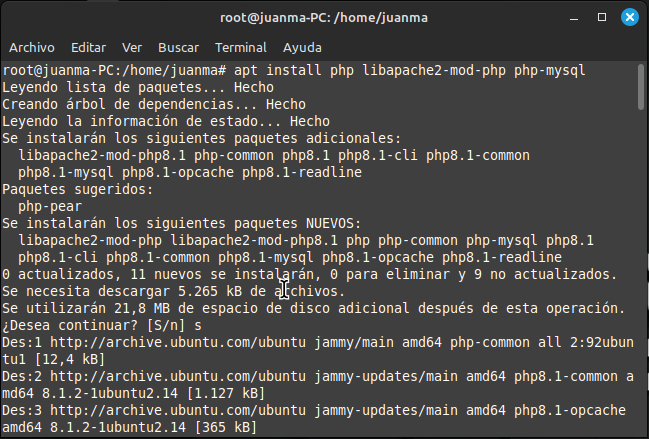 root@juanma-PC: /home/juanma
Archivo Editar Ver Buscar Terminal Ayuda
root@juanma-PC:/home/juanma# apt install php libapache2-mod-php php-mysql
Leyendo lista de paquetes... Hecho
Creando árbol de dependencias... Hecho
Leyendo la información de estado... Hecho
Se instalarán los siguientes paquetes adicionales:
  libapache2-mod-php8.1 php-common php8.1 php8.1-cli php8.1-common
  php8.1-mysql php8.1-opcache php8.1-readline
Paquetes sugeridos:
  php-pear
Se instalarán los siguientes paquetes NUEVOS:
  libapache2-mod-php libapache2-mod-php8.1 php php-common php-mysql php8.1
  php8.1-cli php8.1-common php8.1-mysql php8.1-opcache php8.1-readline
0 actualizados, 11 nuevos se instalarán, 0 para eliminar y 9 no actualizados.
Se necesita descargar 5.265 kB de archivos.
Se utilizarán 21,8 MB de espacio de disco adicional después de esta operación.
¿Desea continuar? [S/n] s
Des:1 http://archive.ubuntu.com/ubuntu jammy/main amd64 php-common all 2:92ubun
tu1 [12,4 kB]
Des:2 http://archive.ubuntu.com/ubuntu jammy-updates/main amd64 php8.1-common a
md64 8.1.2-1ubuntu2.14 [1.127 kB]
Des:3 http://archive.ubuntu.com/ubuntu jammy-updates/main amd64 php8.1-opcache
amd64 8.1.2-1ubuntu2.14 [365 kB]